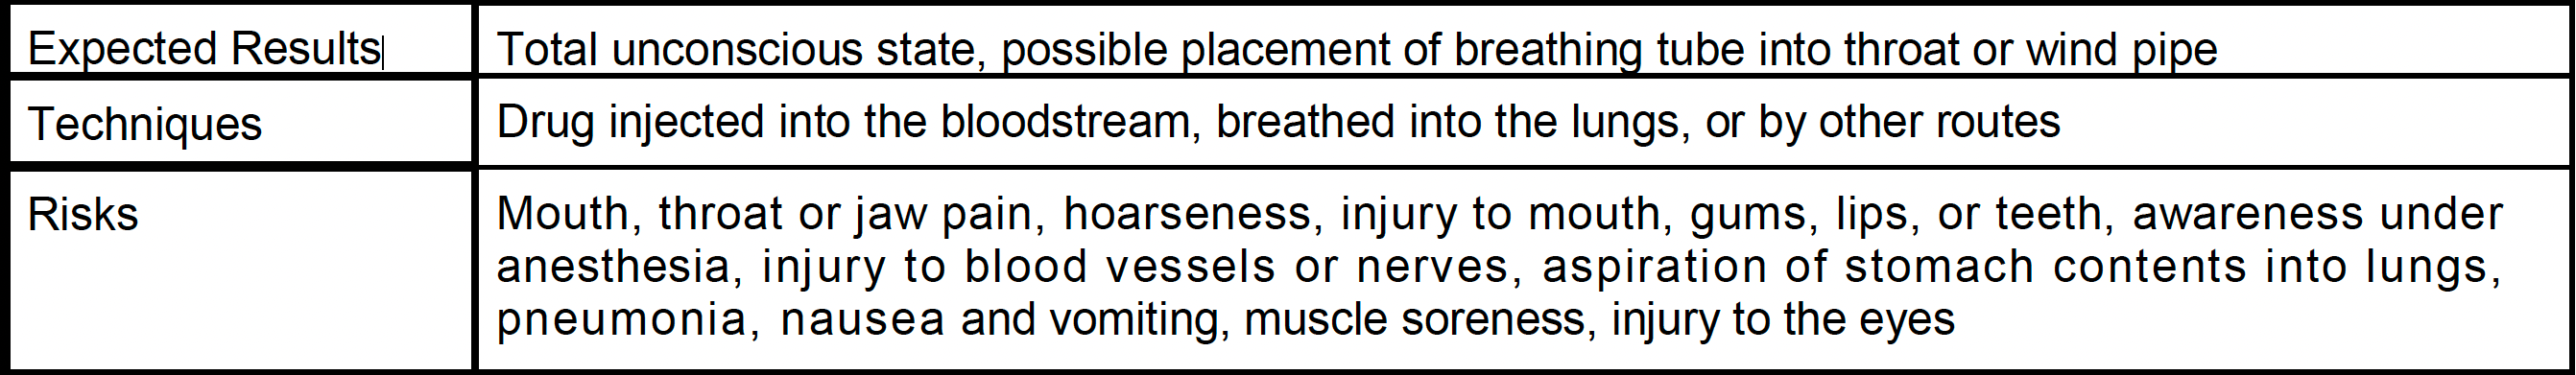 Expected Results
Total unconscious state, possible placement of breathing tube into throat or wind pipe
Techniques
Drug injected into the bloodstream, breathed into the lungs, or by other routes
Risks
Mouth, throat or jaw pain, hoarseness, injury to mouth, gums, lips, or teeth, awareness under
anesthesia, injury to blood vessels or nerves, aspiration of stomach contents into lungs,
pneumonia, nausea and vomiting, muscle soreness, injury to the eyes